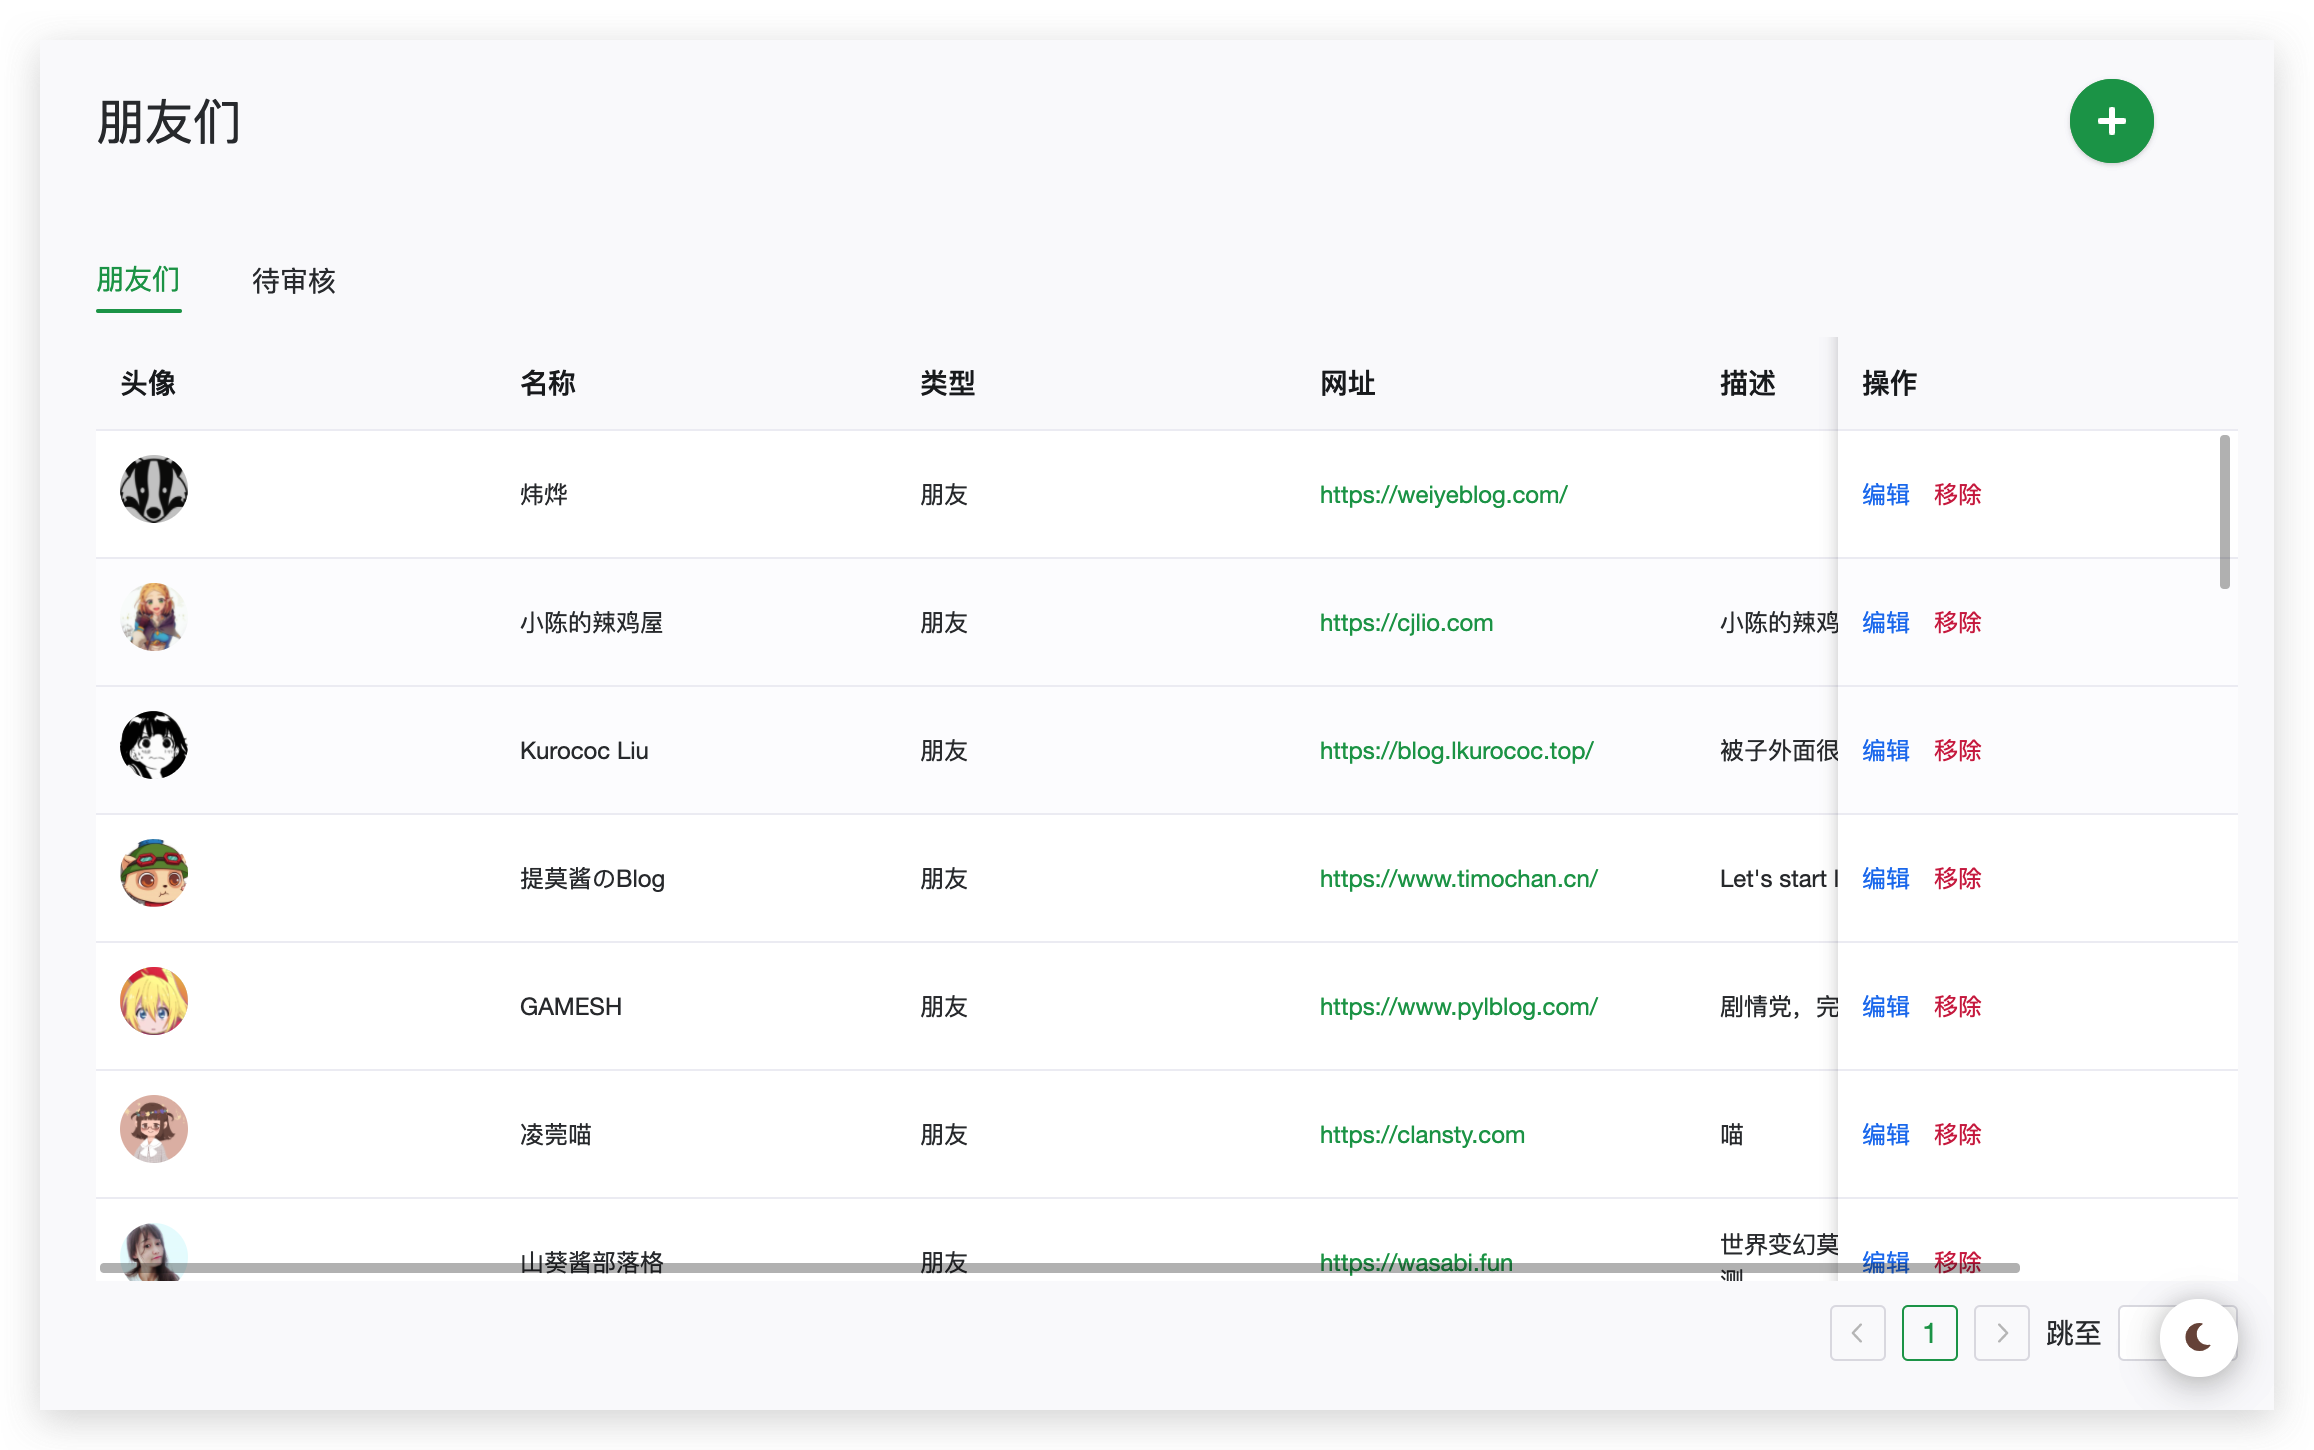 朋友们
朋友们 待审核
头像 名称 类型 网址 描述 操作
炜烨 朋友 https://weiyeblog.com/ 编辑 移除
小陈的辣鸡屋 朋友 https://cjlio.com 小陈的辣鸡 编辑 移除
Kurococ Liu 朋友 https://blog.lkurococ.top/ 被子外面很 编辑 移除
提莫酱のBlog 朋友 https://www.timochan.cn/ Let's start 编辑 移除
GAMESH 朋友 https://www.pylblog.com/ 剧情党，完 编辑 移除
凌莞喵 朋友 https://clansty.com 喵 编辑 移除
山葵酱部落格 朋友 https://wasabi.fun 世界变幻莫 编辑 移除
测
1 跳至